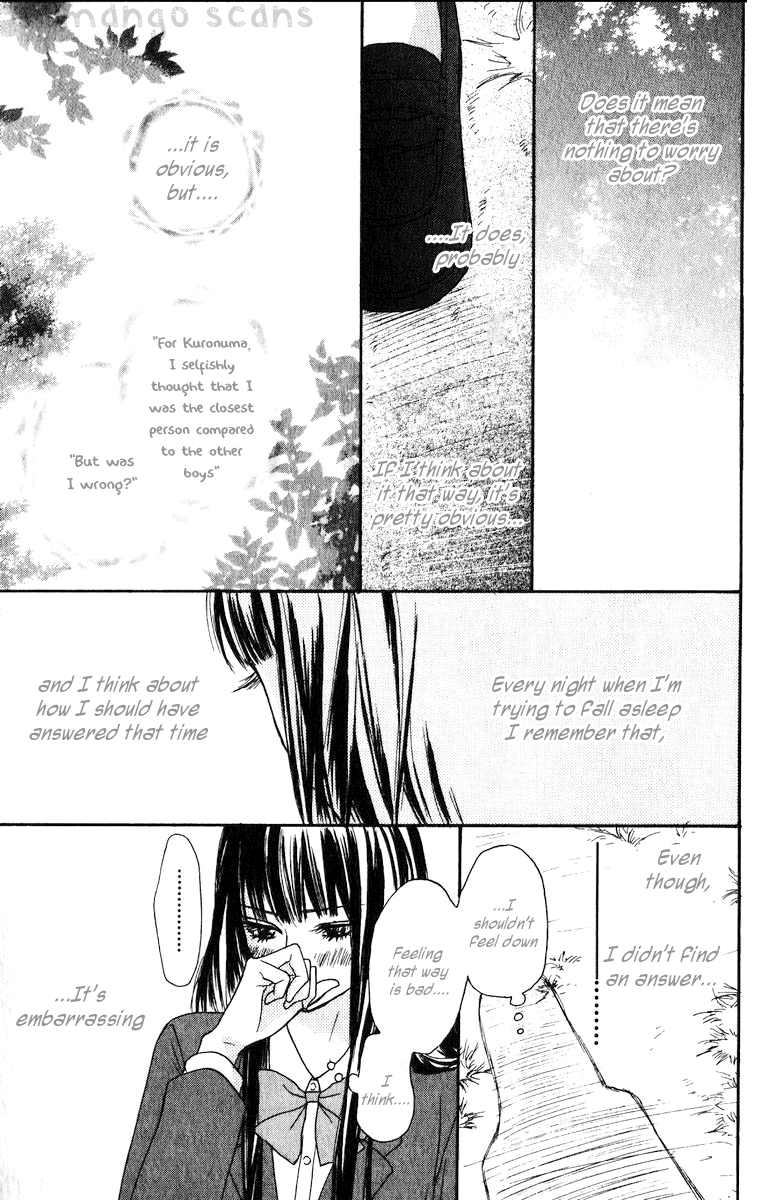 mango scans
Does it mean
that there's
nothing to worry
about?
....It does,
probably
If I think about
it that way, it's
pretty obvious...
...it is
obvious,
but....
"For Kuronuma,
I selfishly
thought that I
was the closest
person compared
to the other
boys"
"But was
I wrong?"
Every night when I'm
trying to fall asleep
I remember that,
and I think about
how I should have
answered that time
Even
though,
I didn't find
an answer...
...I
shouldn't
feel down
Feeling
that way
is bad....
I
think....
...It's
embarrassing